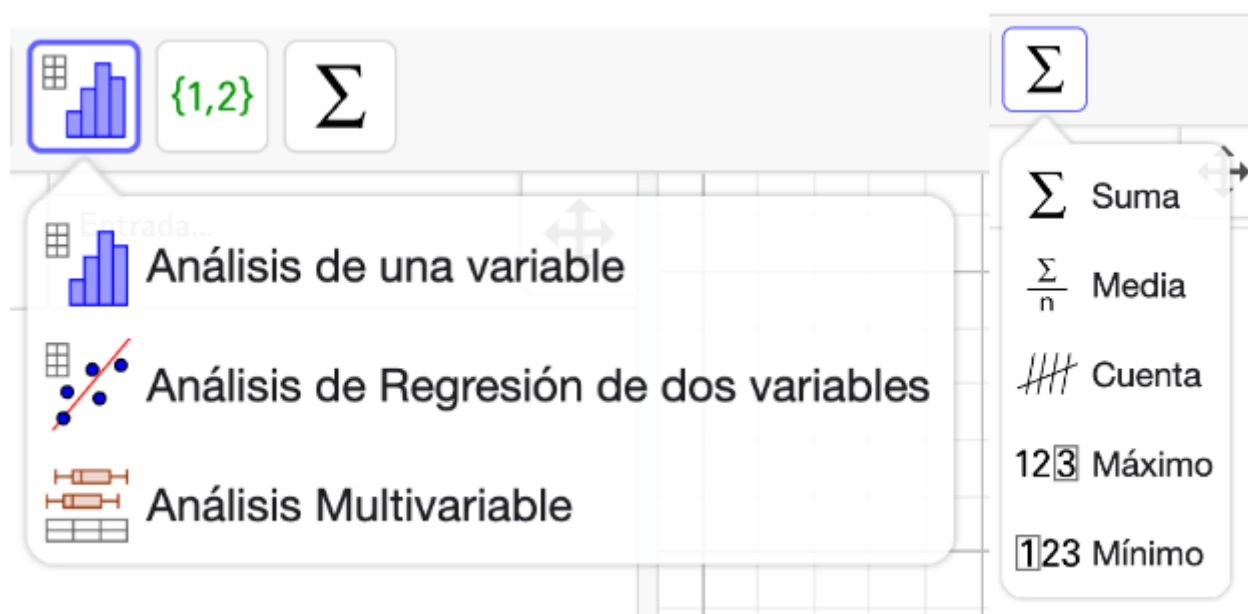 {1,2} Σ
Entrada...
Análisis de una variable
Análisis de Regresión de dos variables
Análisis Multivariable
Σ
Σ Suma
Σ
n Media
Cuenta
123 Máximo
123 Mínimo